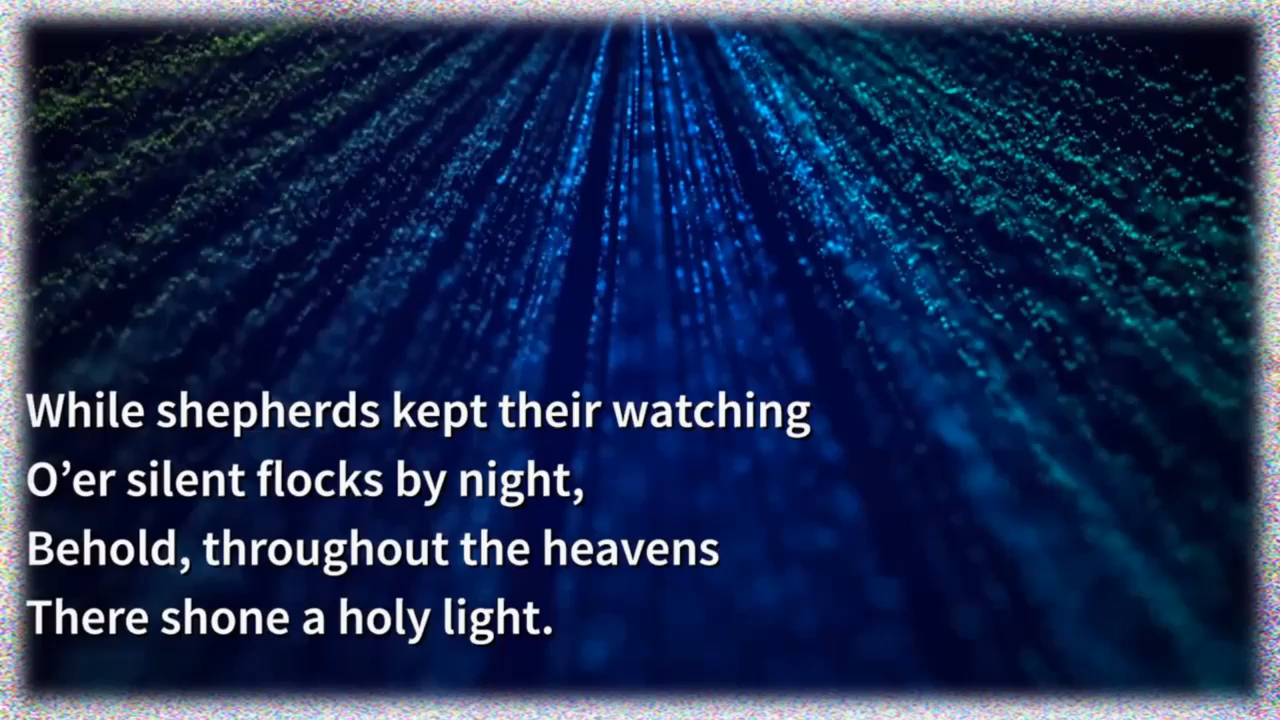 While shepherds kept their watching
O’er silent flocks by night,
Behold, throughout the heavens
There shone a holy light.